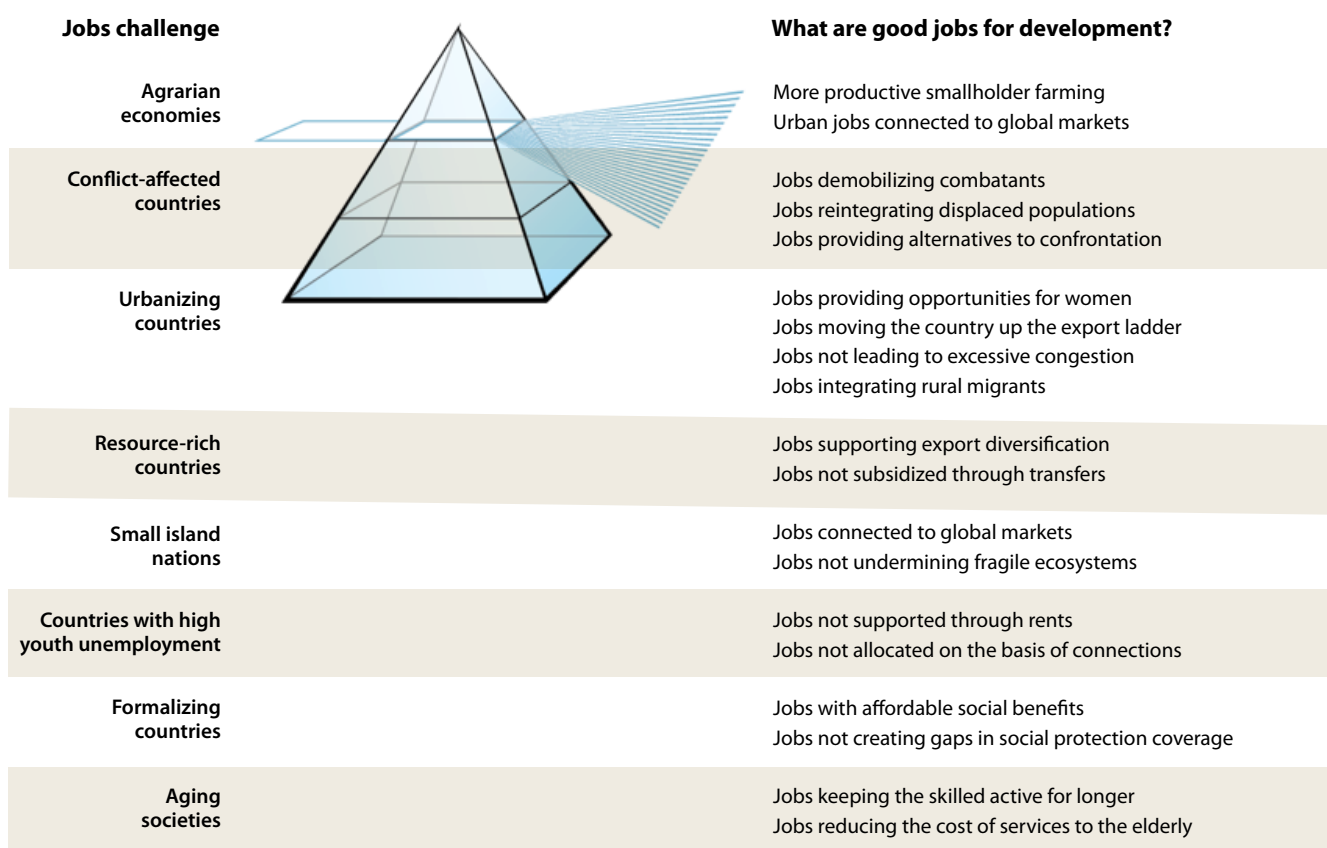 Jobs challenge
What are good jobs for development?
Agrarian
economies
More productive smallholder farming
Urban jobs connected to global markets
Conflict-affected
countries
Jobs demobilizing combatants
Jobs reintegrating displaced populations
Jobs providing alternatives to confrontation
Urbanizing
countries
Jobs providing opportunities for women
Jobs moving the country up the export ladder
Jobs not leading to excessive congestion
Jobs integrating rural migrants
Resource-rich
countries
Jobs supporting export diversification
Jobs not subsidized through transfers
Small island
nations
Jobs connected to global markets
Jobs not undermining fragile ecosystems
Countries with high
youth unemployment
Jobs not supported through rents
Jobs not allocated on the basis of connections
Formalizing
countries
Jobs with affordable social benefits
Jobs not creating gaps in social protection coverage
Aging
societies
Jobs keeping the skilled active for longer
Jobs reducing the cost of services to the elderly